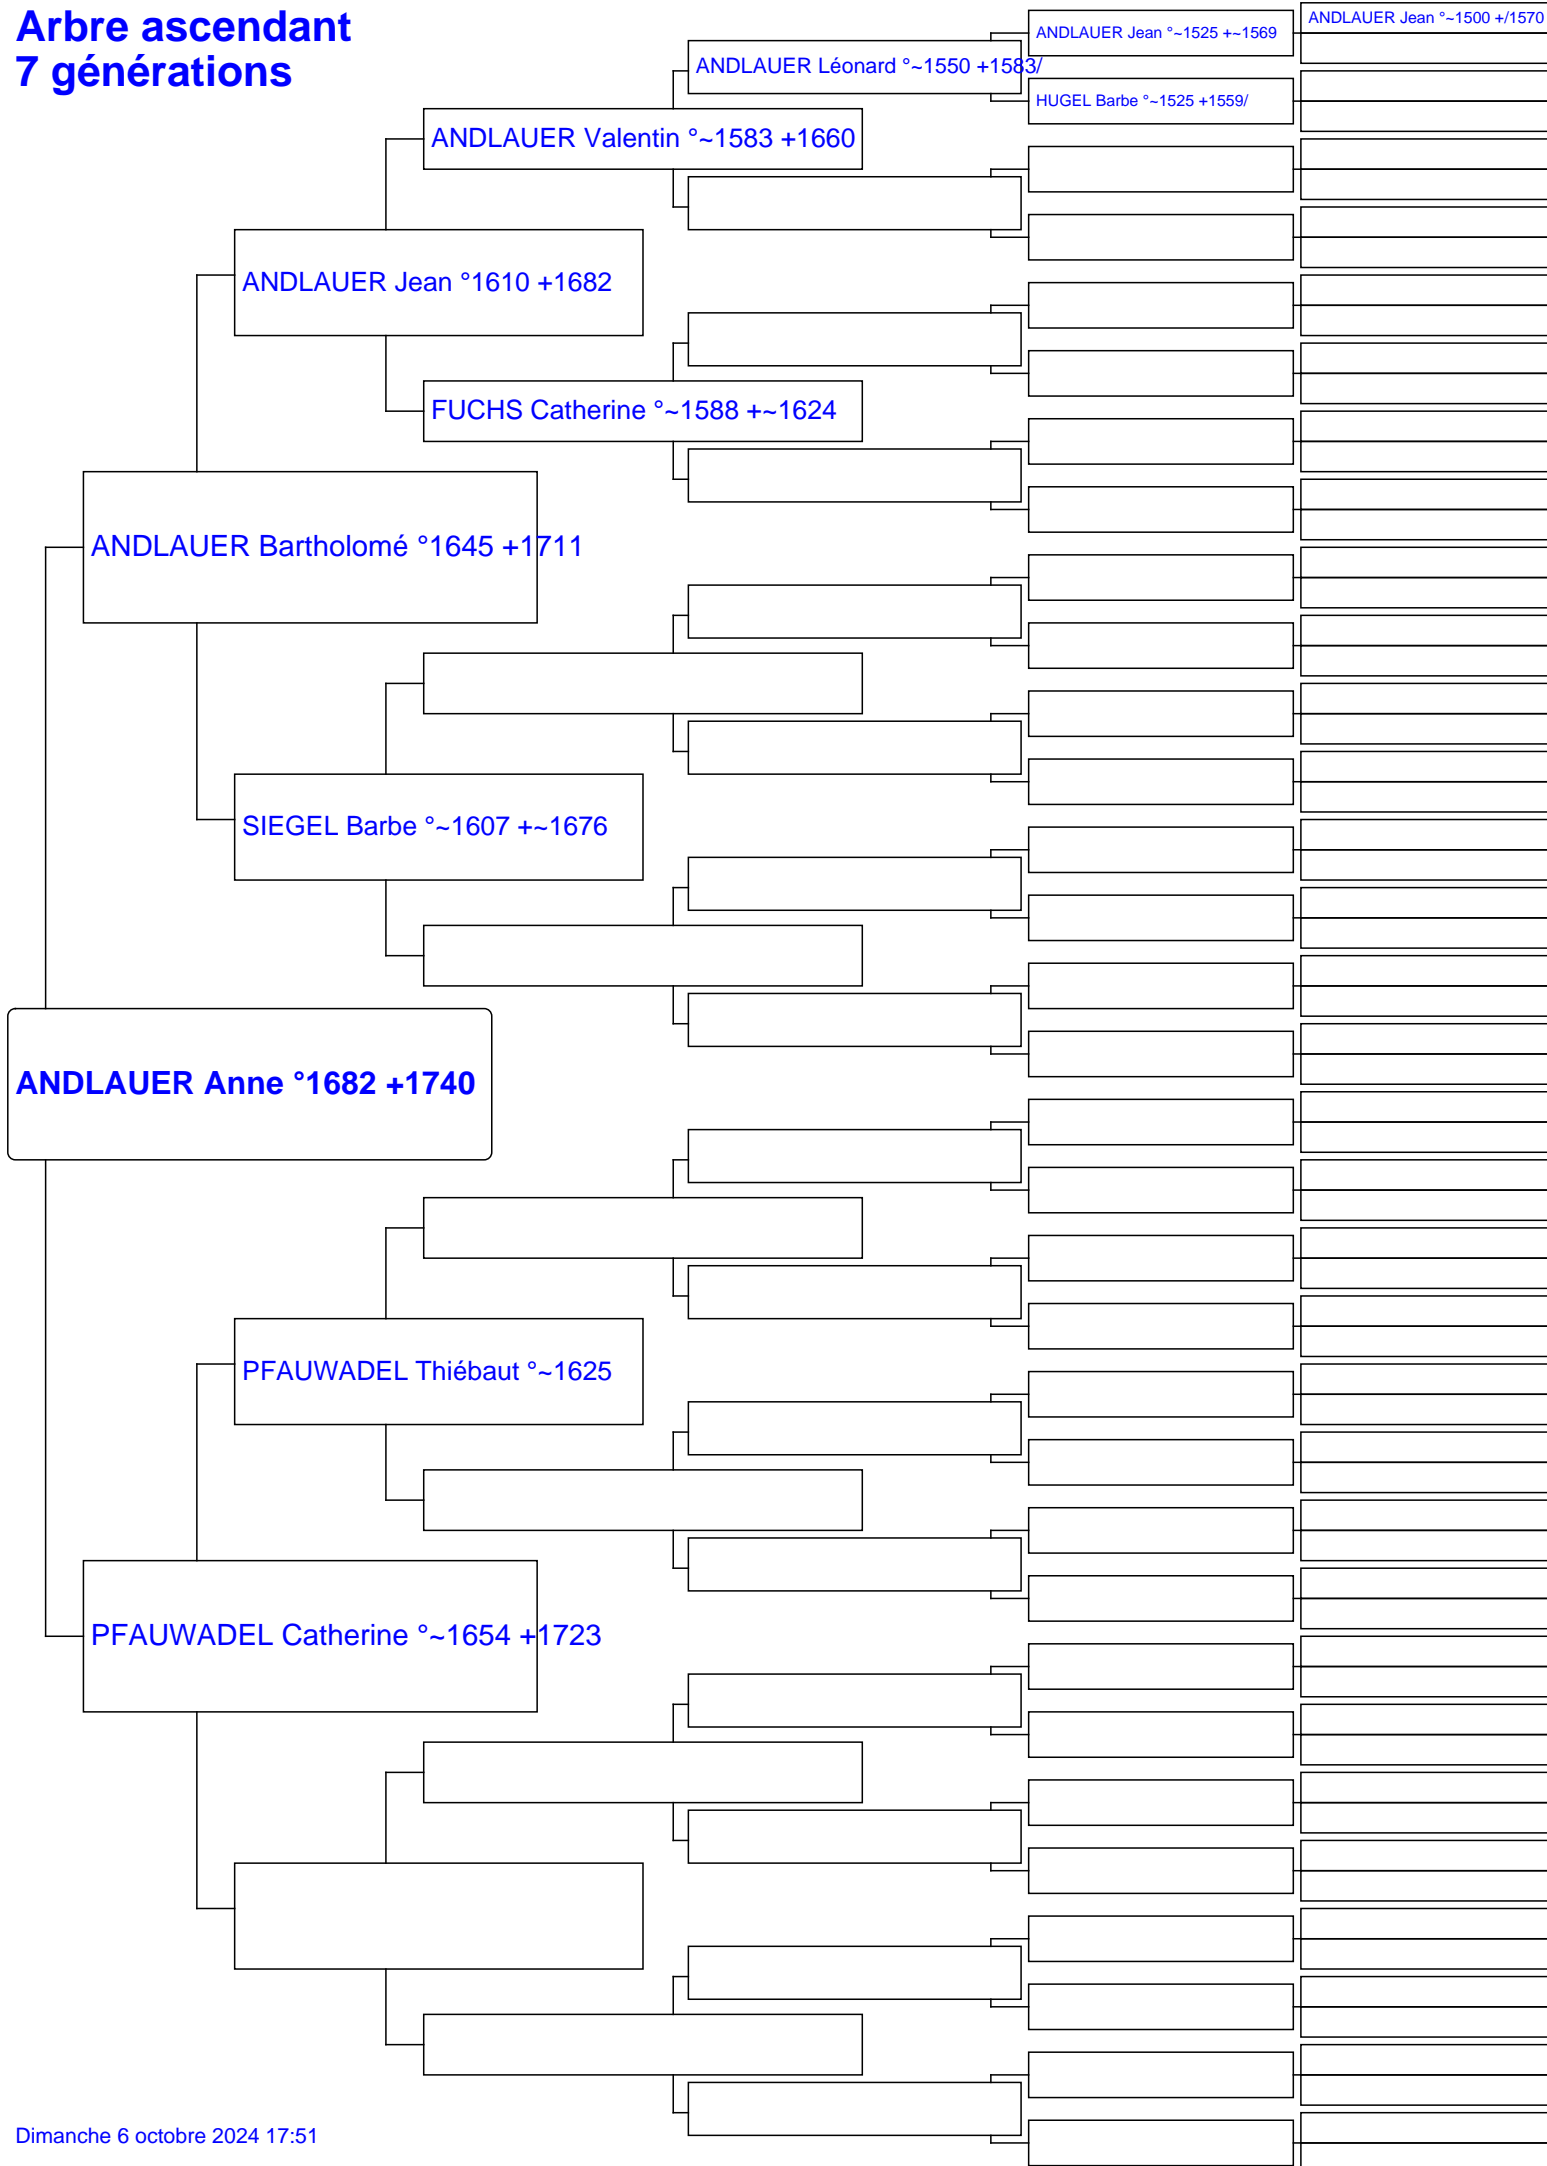 Arbre ascendant
7 générations
ANDLAUER Jean °~1500 +/1570
ANDLAUER Jean °~1525 +~1569
ANDLAUER Léonard °~1550 +1583/
HUGEL Barbe °~1525 +1559/
ANDLAUER Valentin °~1583 +1660
ANDLAUER Jean °1610 +1682
FUCHS Catherine °~1588 +~1624
ANDLAUER Bartholomé °1645 +1711
SIEGEL Barbe °~1607 +~1676
ANDLAUER Anne °1682 +1740
PFAUWADEL Thiébaut °~1625
PFAUWADEL Catherine °~1654 +1723
Dimanche 6 octobre 2024 17:51